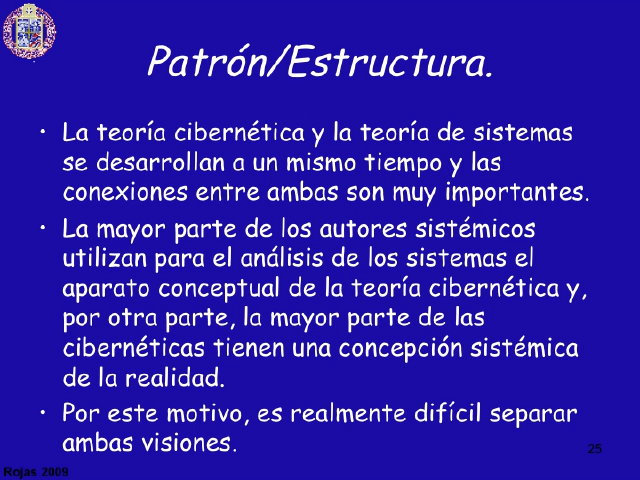 Patrón/Estructura.
• La teoría cibernética y la teoría de sistemas
se desarrollan a un mismo tiempo y las
conexiones entre ambas son muy importantes.
• La mayor parte de los autores sistémicos
utilizan para el análisis de los sistemas el
aparato conceptual de la teoría cibernética y,
por otra parte, la mayor parte de las
cibernéticas tienen una concepción sistémica
de la realidad.
• Por este motivo, es realmente difícil separar
ambas visiones.
25
Rojas 2009